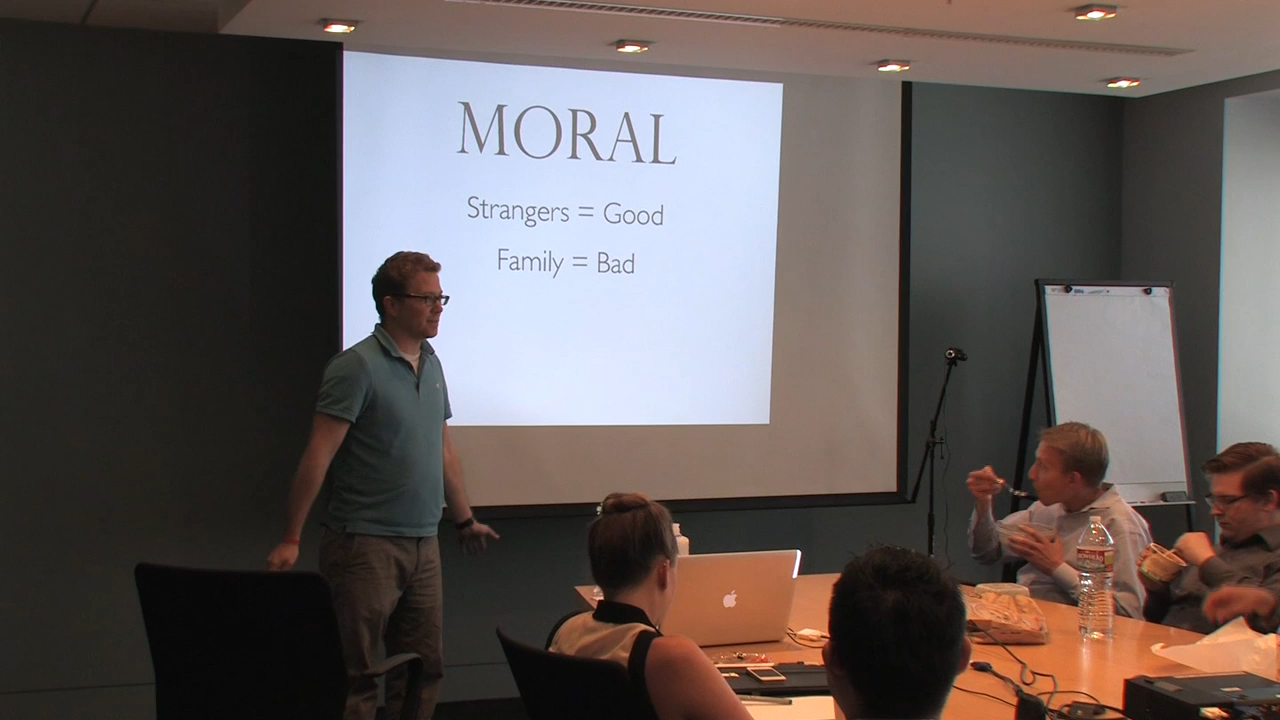 MORAL
Strangers = Good
Family = Bad